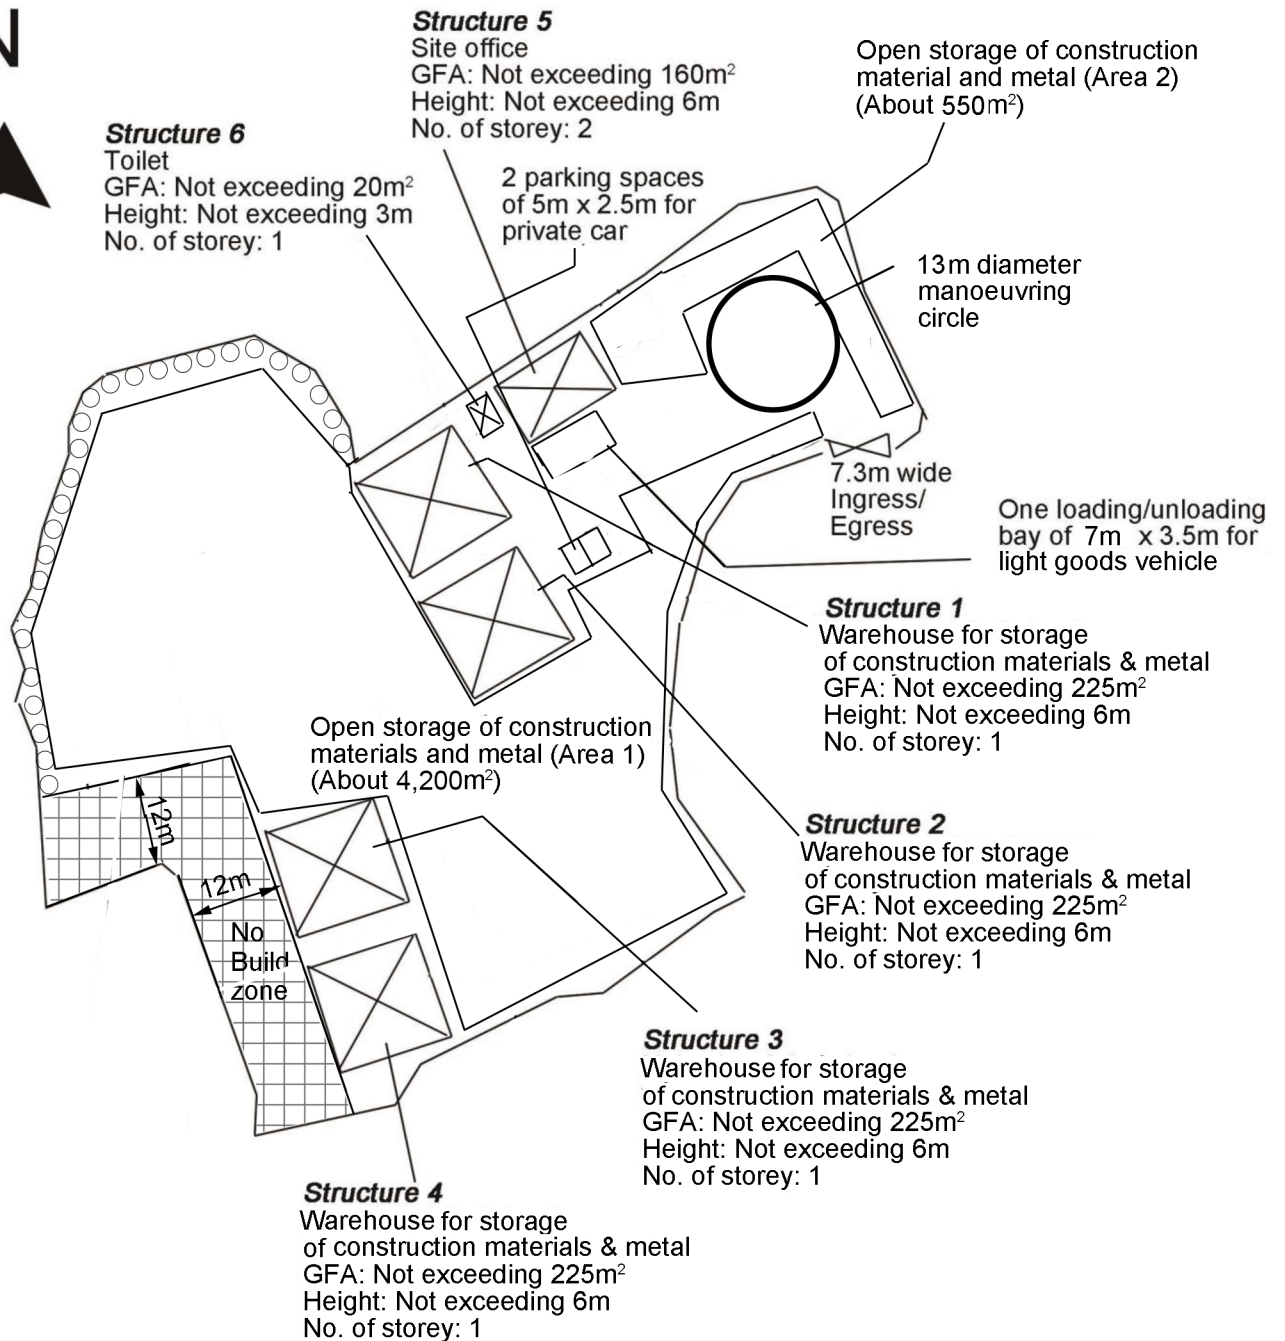 N
Structure 5
Site office
GFA: Not exceeding 160m²
Height: Not exceeding 6m
No. of storey: 2
Open storage of construction
material and metal (Area 2)
(About 550m²)
Structure 6
Toilet
GFA: Not exceeding 20m²
Height: Not exceeding 3m
No. of storey: 1
2 parking spaces
of 5m x 2.5m for
private car
13m diameter
manoeuvring
circle
7.3m wide
Ingress/
Egress
One loading/unloading
bay of 7m x 3.5m for
light goods vehicle
Structure 1
Warehouse for storage
of construction materials & metal
GFA: Not exceeding 225m²
Height: Not exceeding 6m
No. of storey: 1
Open storage of construction
materials and metal (Area 1)
(About 4,200m²)
12m
12m
No
Build
zone
Structure 2
Warehouse for storage
of construction materials & metal
GFA: Not exceeding 225m²
Height: Not exceeding 6m
No. of storey: 1
Structure 3
Warehouse for storage
of construction materials & metal
GFA: Not exceeding 225m²
Height: Not exceeding 6m
No. of storey: 1
Structure 4
Warehouse for storage
of construction materials & metal
GFA: Not exceeding 225m²
Height: Not exceeding 6m
No. of storey: 1